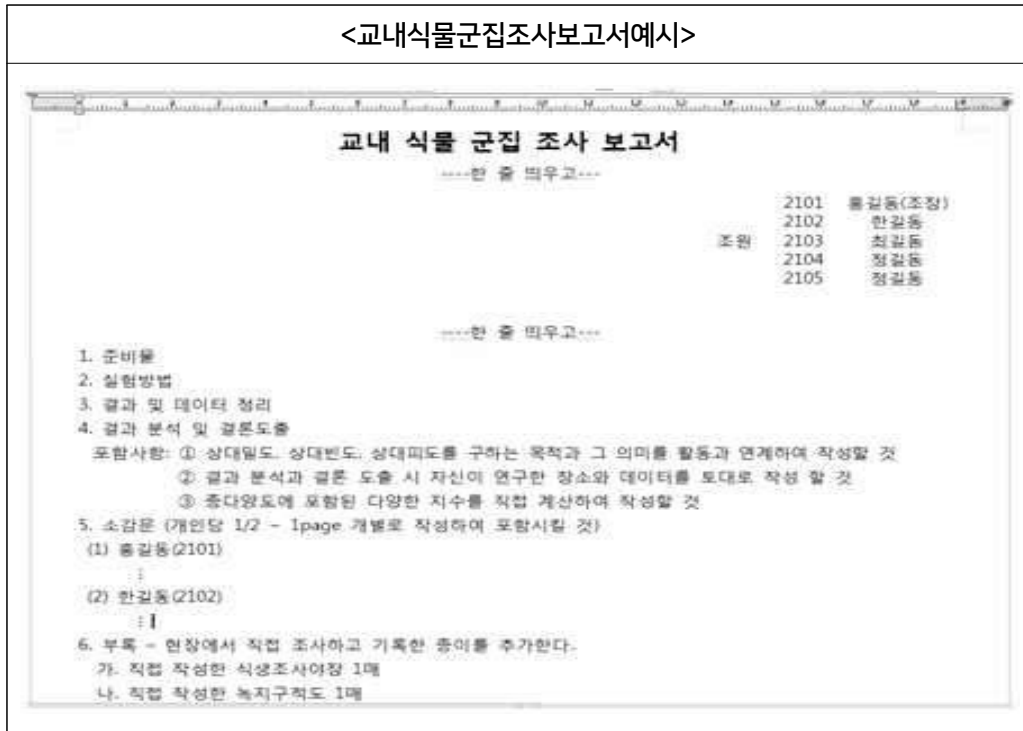 <교내식물군집조사보고서예시>
교내 식물 군집 조사 보고서
----한 줄 띄우고---
2101 홍길동(조장)
2102 한길동
조원 2103 최길동
2104 정길동
2105 정길동
----한 줄 띄우고---
1. 준비물
2. 실험방법
3. 결과 및 데이터 정리
4. 결과 분석 및 결론도출
포함사항: ① 상대밀도, 상대빈도, 상대피도를 구하는 목적과 그 의미를 활동과 연계하여 작성할 것
② 결과 분석과 결론 도출 시 자신이 연구한 장소와 데이터를 토대로 작성 할 것
③ 종다양도에 포함된 다양한 지수를 직접 계산하여 작성할 것
5. 소감문 (개인당 1/2 - 1page 개별로 작성하여 포함시킬 것)
(1) 홍길동(2101)
:
(2) 한길동(2102)
:
6. 부록 - 현장에서 직접 조사하고 기록한 종이를 추가한다.
가. 직접 작성한 식생조사야장 1매
나. 직접 작성한 녹지구적도 1매